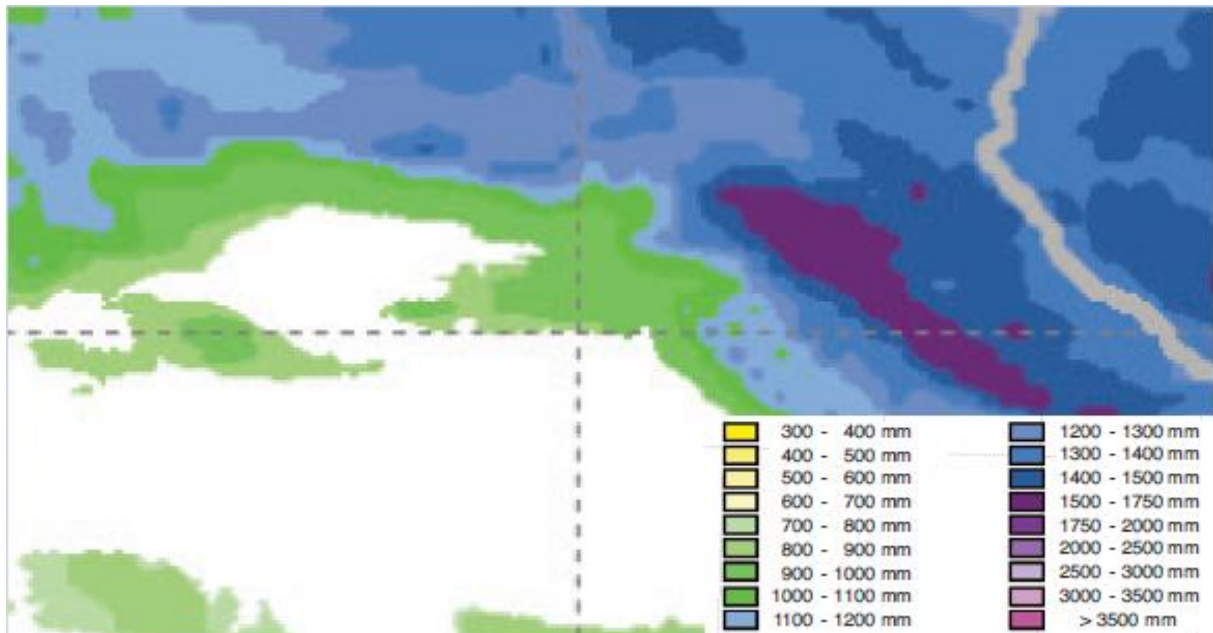 300 - 400 mm
400 - 500 mm
500 - 600 mm
600 - 700 mm
700 - 800 mm
800 - 900 mm
900 - 1000 mm
1000 - 1100 mm
1100 - 1200 mm
1200 - 1300 mm
1300 - 1400 mm
1400 - 1500 mm
1500 - 1750 mm
1750 - 2000 mm
2000 - 2500 mm
2500 - 3000 mm
3000 - 3500 mm
> 3500 mm